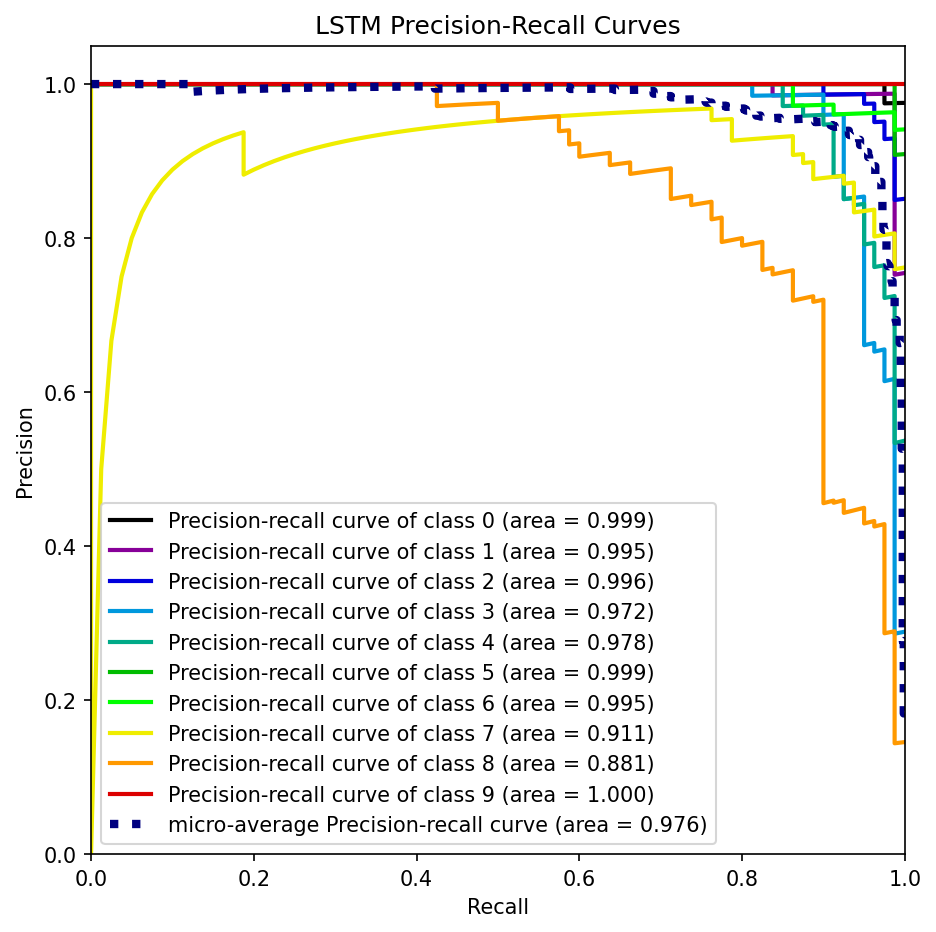 LSTM Precision-Recall Curves
1.0
0.8
0.6
0.4
0.2
0.0
Precision
Precision-recall curve of class 0 (area = 0.999)
Precision-recall curve of class 1 (area = 0.995)
Precision-recall curve of class 2 (area = 0.996)
Precision-recall curve of class 3 (area = 0.972)
Precision-recall curve of class 4 (area = 0.978)
Precision-recall curve of class 5 (area = 0.999)
Precision-recall curve of class 6 (area = 0.995)
Precision-recall curve of class 7 (area = 0.911)
Precision-recall curve of class 8 (area = 0.881)
Precision-recall curve of class 9 (area = 1.000)
micro-average Precision-recall curve (area = 0.976)
0.0 0.2 0.4 0.6 0.8 1.0
Recall